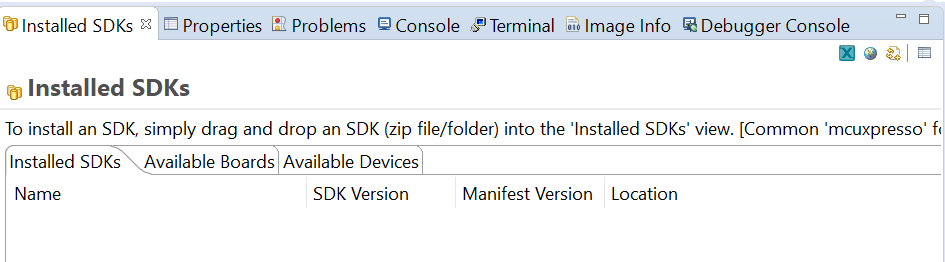 Installed SDKs Properties Problems Console Terminal Image Info Debugger Console
Installed SDKs
To install an SDK, simply drag and drop an SDK (zip file/folder) into the 'Installed SDKs' view. [Common 'mcuxpresso'
Installed SDKs Available Boards Available Devices
Name SDK Version Manifest Version Location